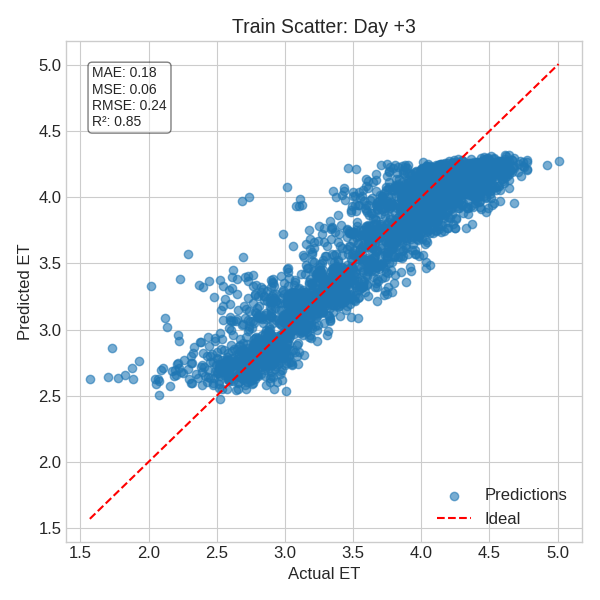 Train Scatter: Day +3
MAE: 0.18
MSE: 0.06
RMSE: 0.24
R²: 0.85
5.0
4.5
4.0
3.5
3.0
2.5
2.0
1.5
Predicted ET
Predictions
Ideal
1.5 2.0 2.5 3.0 3.5 4.0 4.5 5.0
Actual ET